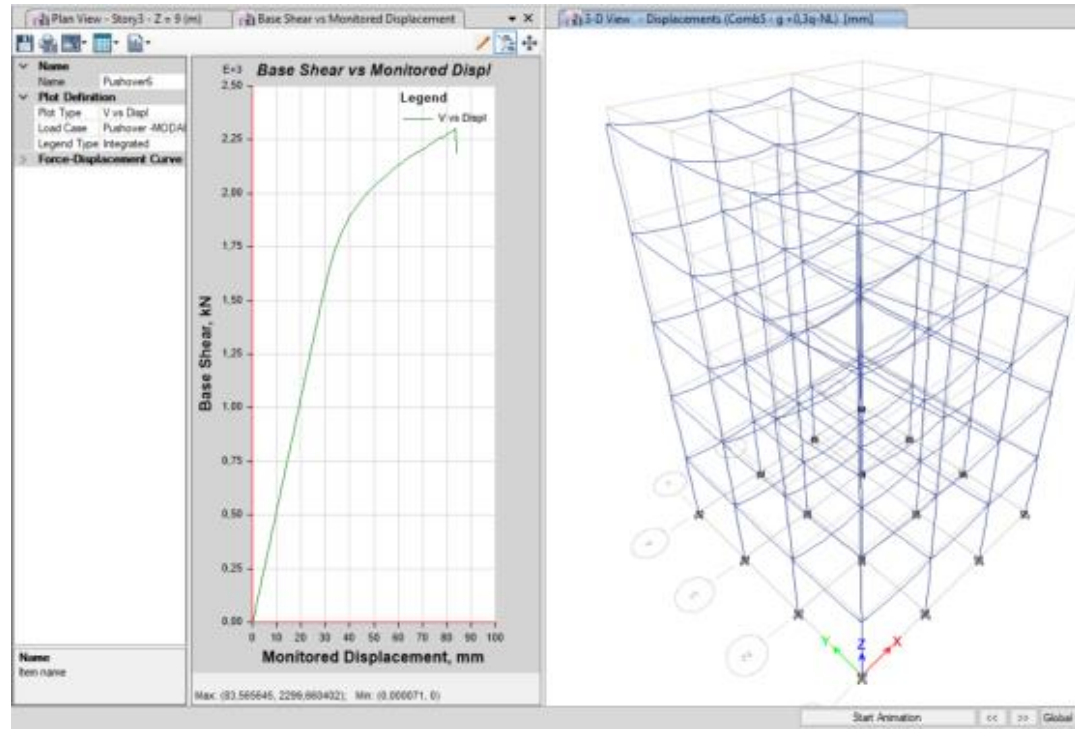 Plan View - Story3 - Z = 9 (m)
Base Shear vs Monitored Displacement
3-D View - Displacements (Comb5 - g +0,3q-NL) [mm]
Name
Name Pushover6
Plot Definition
Plot Type V vs Displ
Load Case Pushover -MODAl
Legend Type Integrated
Force-Displacement Curve
E+3
Base Shear vs Monitored Displ
Legend
V vs Displ
2,50
2,25
2,00
1,75
1,50
1,25
1,00
0,75
0,50
0,25
0,00
Base Shear, kN
0 10 20 30 40 50 60 70 80 90 100
Monitored Displacement, mm
Name
Item name
Max: (83,565645, 2299,660402); Min: (0,000071, 0)
Y Z X
Start Animation
<< >>
Global